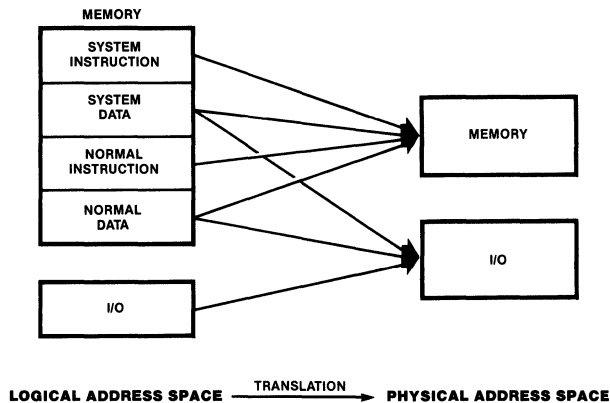 MEMORY
SYSTEM
INSTRUCTION
SYSTEM
DATA
NORMAL
INSTRUCTION
NORMAL
DATA
I/O
MEMORY
I/O
LOGICAL ADDRESS SPACE TRANSLATION PHYSICAL ADDRESS SPACE